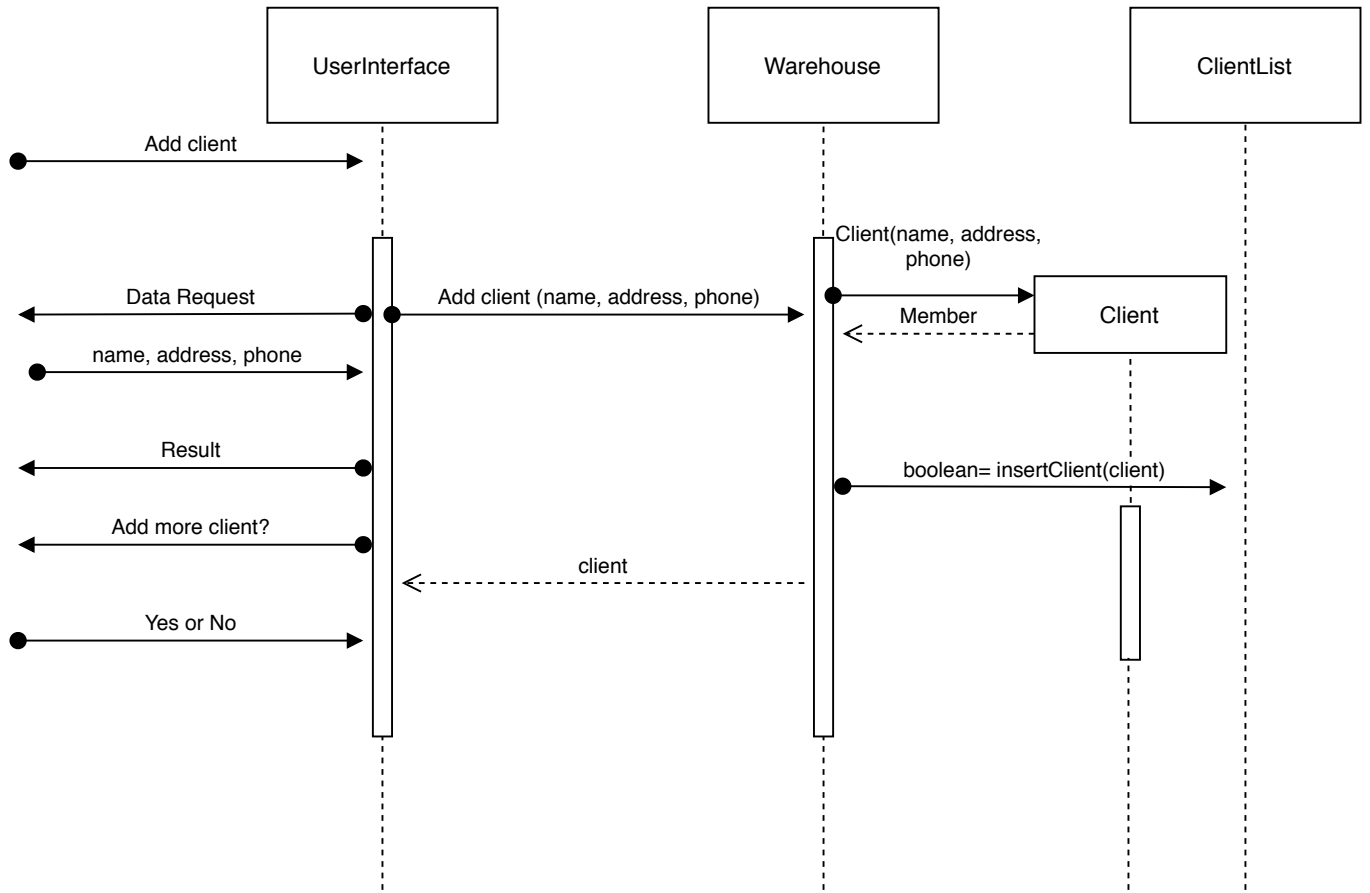 UserInterface
Warehouse
ClientList
Add client
Client(name, address,
phone)
Data Request
Add client (name, address, phone)
Member
Client
name, address, phone
Result
boolean= insertClient(client)
Add more client?
client
Yes or No